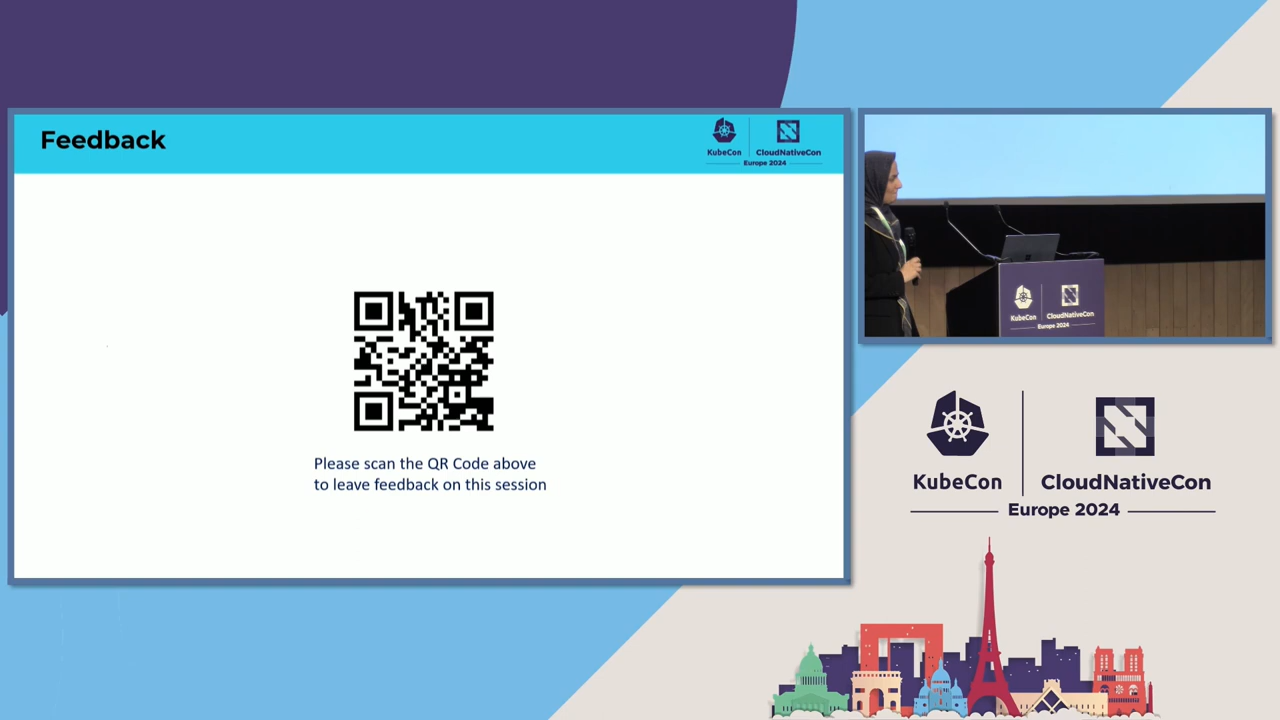 Feedback
KubeCon
CloudNativeCon
Europe 2024
Please scan the QR Code above
to leave feedback on this session
KubeCon
CloudNativeCon
Europe 2024
KubeCon
CloudNativeCon
Europe 2024